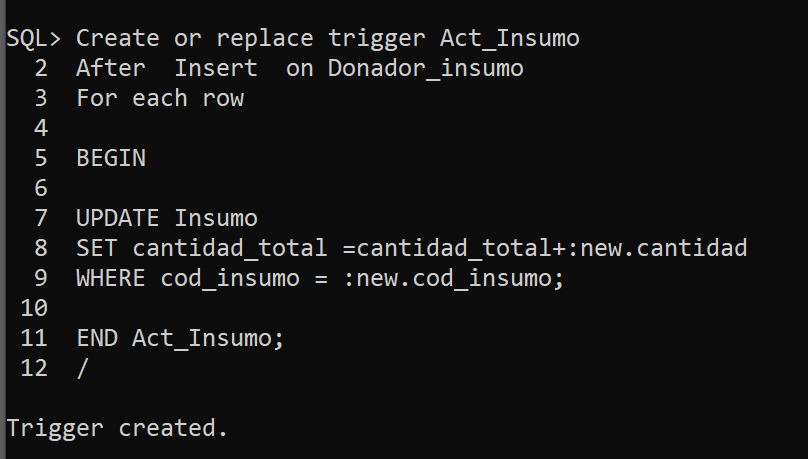 SQL> Create or replace trigger Act_Insumo
  2  After  Insert  on Donador_insumo
  3  For each row
  4
  5  BEGIN
  6
  7  UPDATE Insumo
  8  SET cantidad_total =cantidad_total+:new.cantidad
  9  WHERE cod_insumo = :new.cod_insumo;
 10
 11  END Act_Insumo;
 12  /
Trigger created.